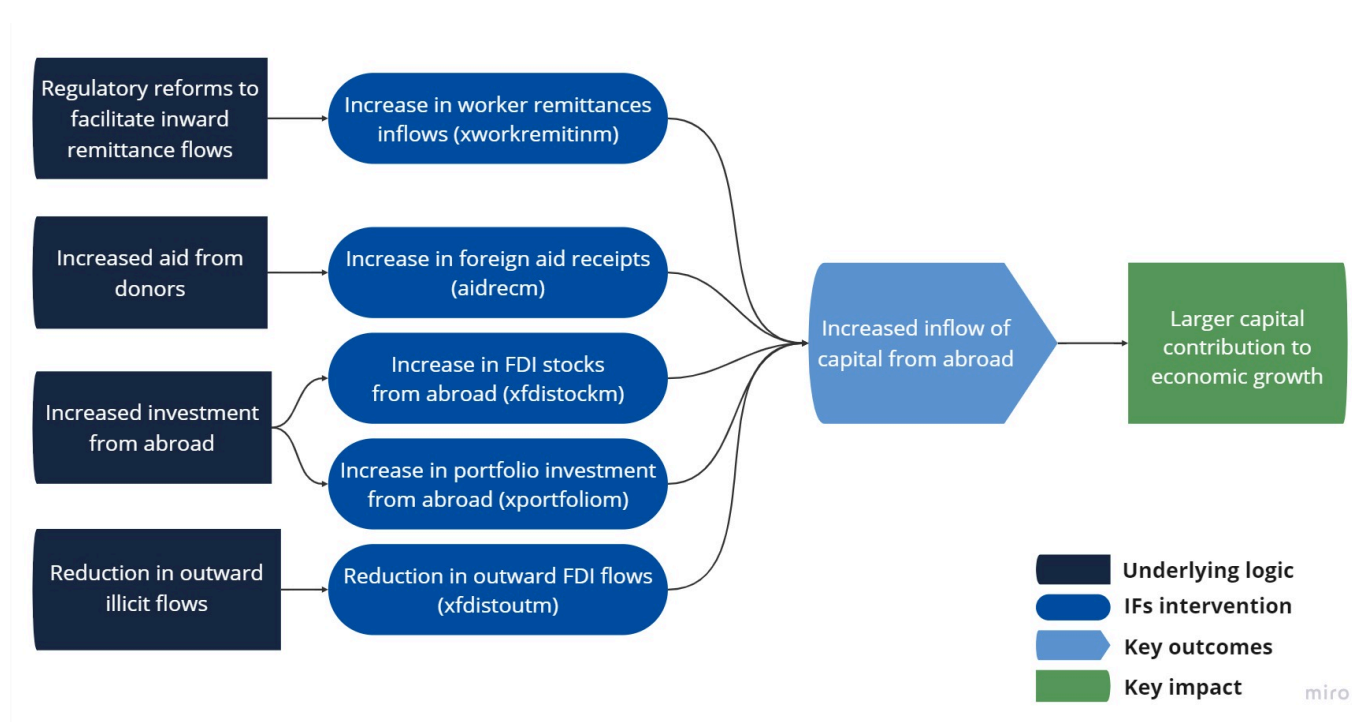 Regulatory reforms to
facilitate inward
remittance flows
Increase in worker remittances
inflows (xworkremitinm)
Increased aid from
donors
Increase in foreign aid receipts
(aidrecm)
Increased investment
from abroad
Increase in FDI stocks
from abroad (xfdistockm)
Increase in portfolio investment
from abroad (xportfoliom)
Reduction in outward
illicit flows
Reduction in outward FDI flows
(xfdistoutm)
Increased inflow of
capital from abroad
Larger capital
contribution to
economic growth
Underlying logic
IFs intervention
Key outcomes
Key impact
miro